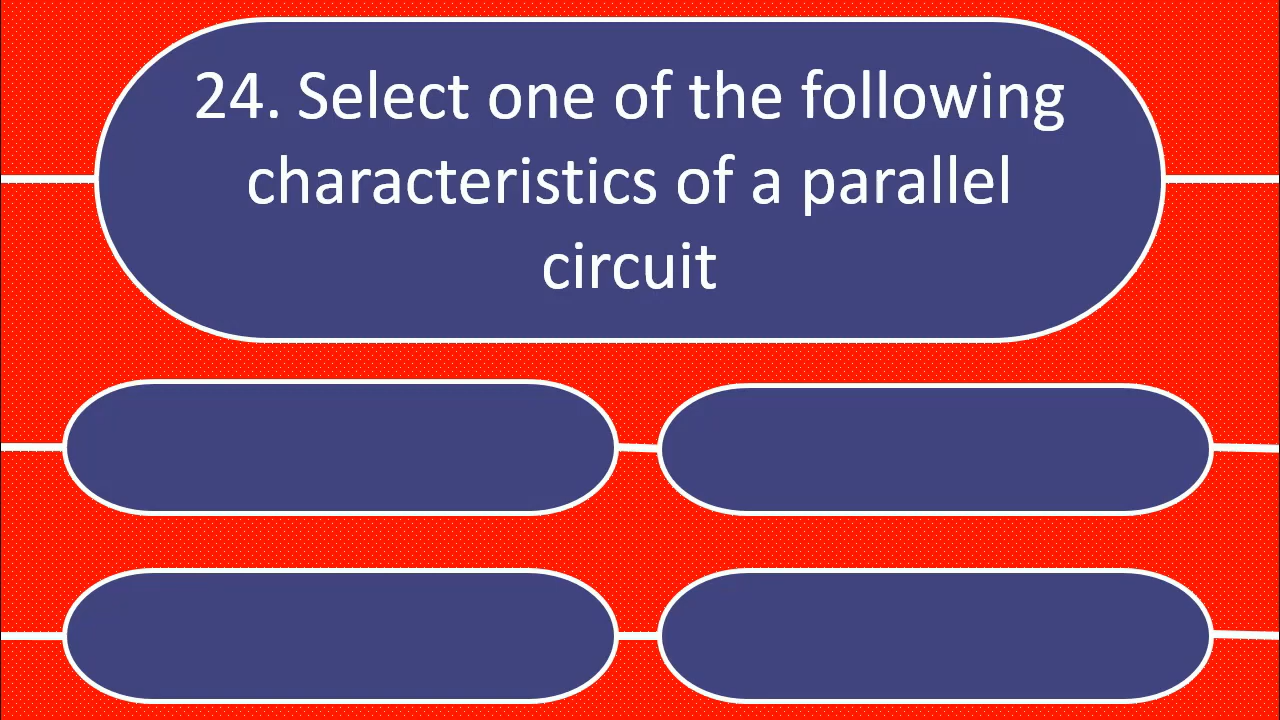 24. Select one of the following
characteristics of a parallel
circuit